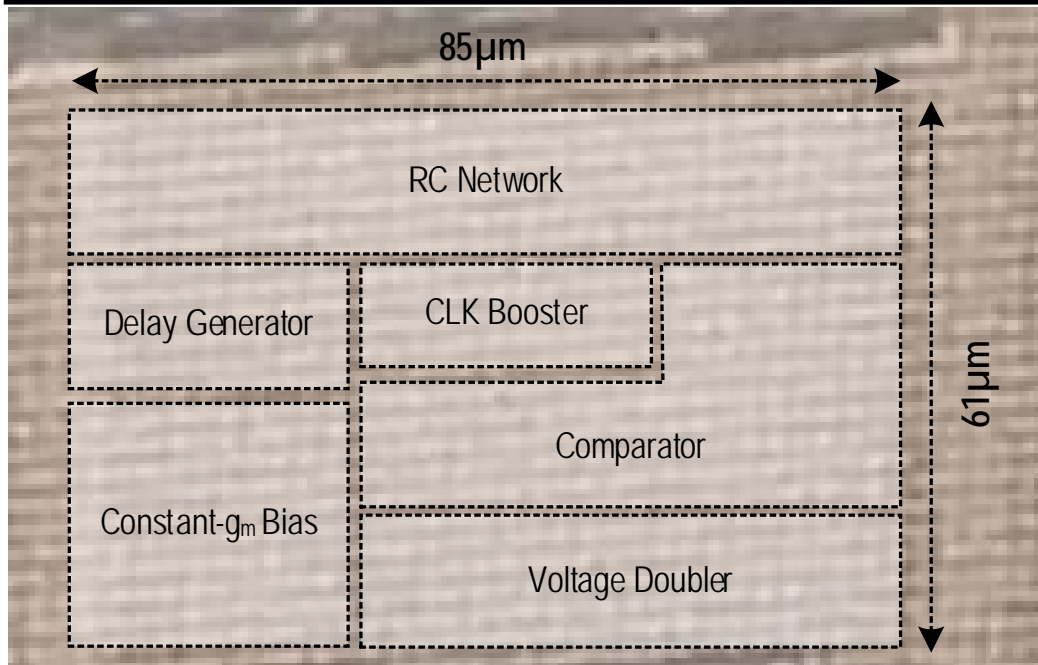 85µm
RC Network
Delay Generator
CLK Booster
61µm
Comparator
Constant-gm Bias
Voltage Doubler